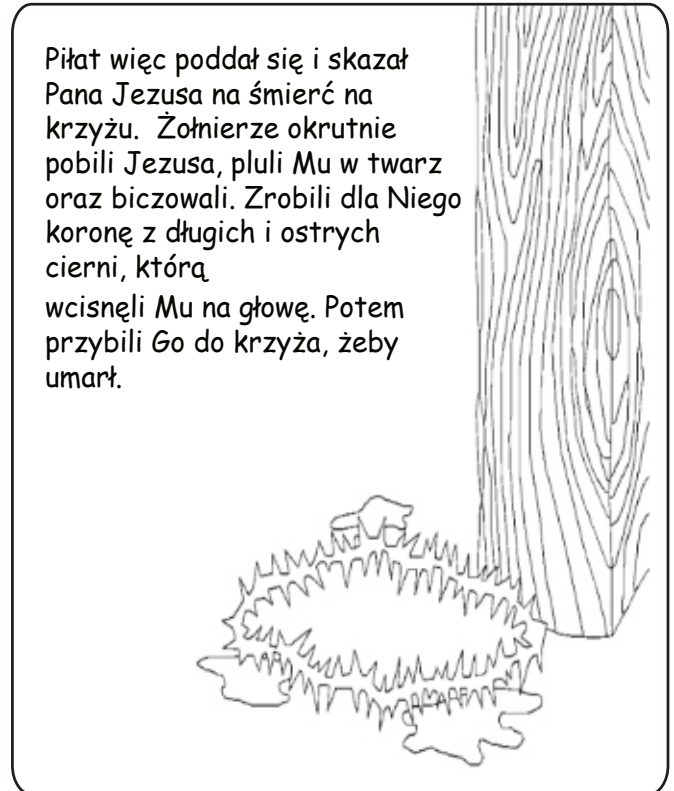 Piłat więc poddał się i skazał
Pana Jezusa na śmierć na
krzyżu.  Żołnierze okrutnie
pobili Jezusa, pluli Mu w twarz
oraz biczowali. Zrobili dla Niego
koronę z długich i ostrych
cierni, którą
wcisnęli Mu na głowę. Potem
przybili Go do krzyża, żeby
umarł.